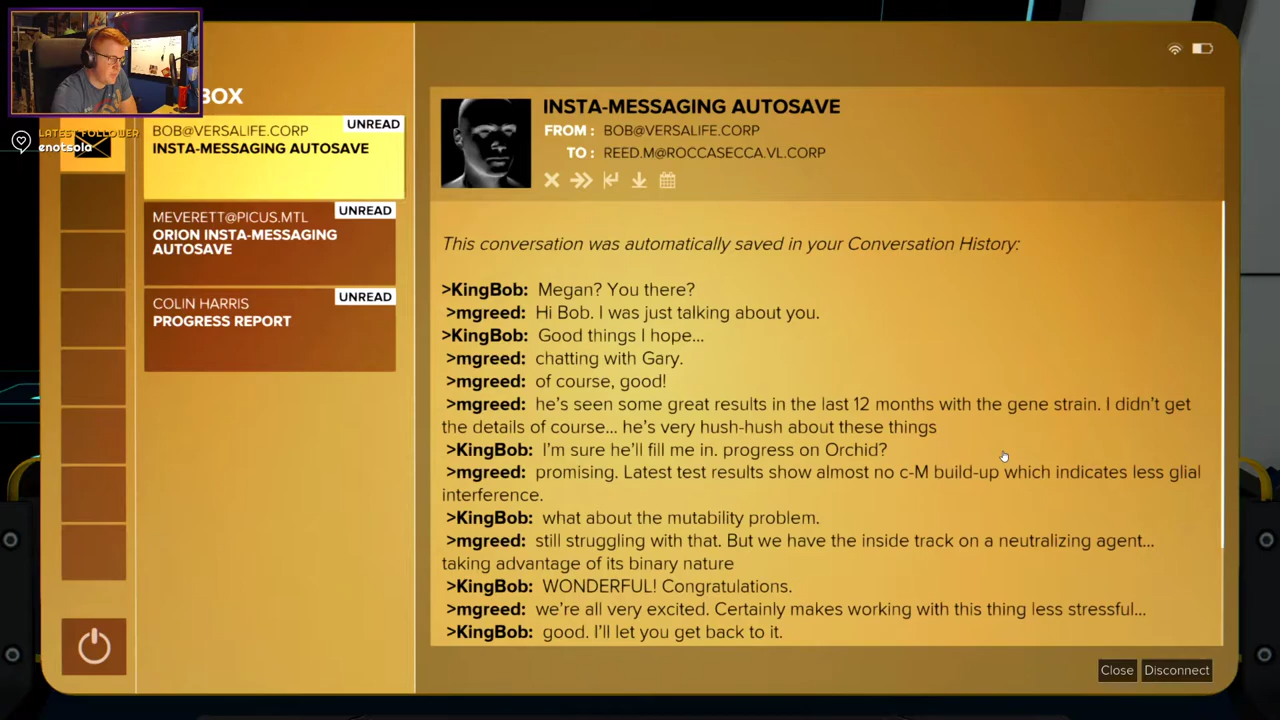 LATEST FOLLOWER
enotsola
BOX
BOB@VERSALIFE.CORP
UNREAD
INSTA-MESSAGING AUTOSAVE
MEVERETT@PICUS.MTL
UNREAD
ORION INSTA-MESSAGING
AUTOSAVE
COLIN HARRIS
UNREAD
PROGRESS REPORT
INSTA-MESSAGING AUTOSAVE
FROM : BOB@VERSALIFE.CORP
TO : REED.M@ROCCASECCA.VL.CORP
This conversation was automatically saved in your Conversation History:
>KingBob: Megan? You there?
>mgreed: Hi Bob. I was just talking about you.
>KingBob: Good things I hope...
>mgreed: chatting with Gary.
>mgreed: of course, good!
>mgreed: he's seen some great results in the last 12 months with the gene strain. I didn't get
the details of course... he's very hush-hush about these things
>KingBob: I'm sure he'll fill me in. progress on Orchid?
>mgreed: promising. Latest test results show almost no c-M build-up which indicates less glial
interference.
>KingBob: what about the mutability problem.
>mgreed: still struggling with that. But we have the inside track on a neutralizing agent...
taking advantage of its binary nature
>KingBob: WONDERFUL! Congratulations.
>mgreed: we're all very excited. Certainly makes working with this thing less stressful...
>KingBob: good. I'll let you get back to it.
Close
Disconnect